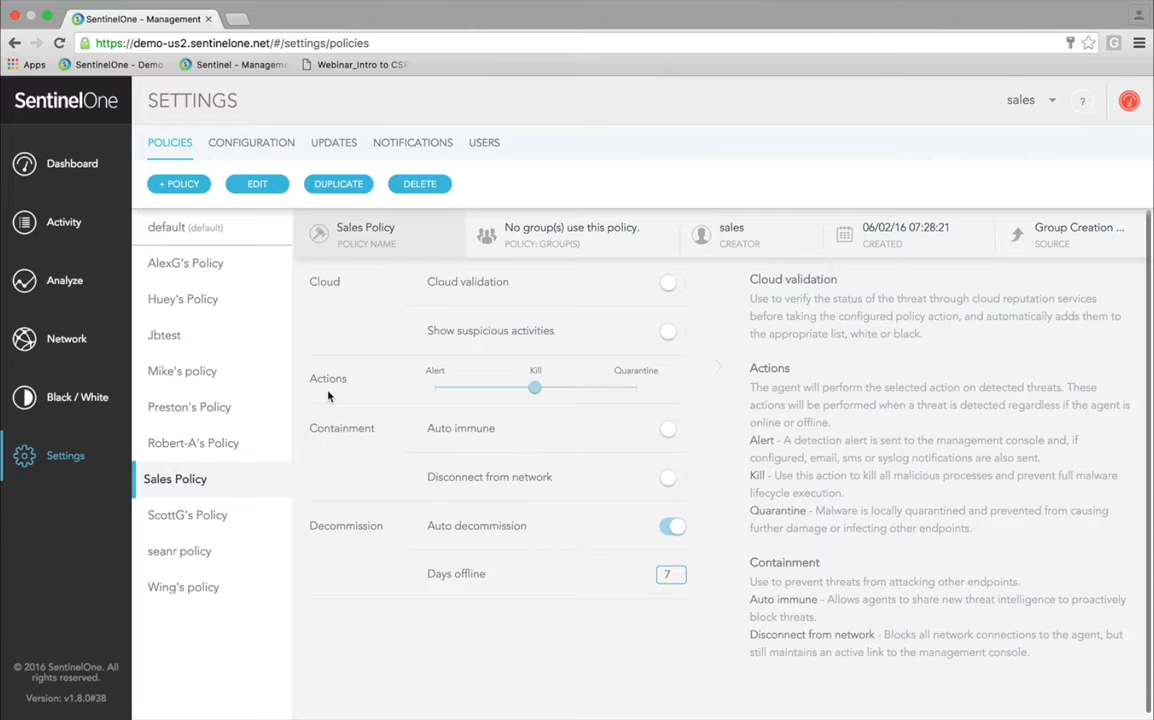 SentinelOne - Management
https://demo-us2.sentinelone.net/#/settings/policies
Apps
SentinelOne - Demo
Sentinel - Managem
Webinar_Intro to CS
SentinelOne
SETTINGS
sales
?
POLICIES
CONFIGURATION
UPDATES
NOTIFICATIONS
USERS
+ POLICY
EDIT
DUPLICATE
DELETE
Dashboard
Activity
Analyze
Network
Black / White
Settings
© 2016 SentinelOne. All
rights reserved.
Version: v1.8.0#38
default (default)
AlexG's Policy
Huey's Policy
Jbtest
Mike's policy
Preston's Policy
Robert-A's Policy
Sales Policy
ScottG's Policy
seanr policy
Wing's policy
Sales Policy
POLICY NAME
No group(s) use this policy.
POLICY: GROUP(S)
sales
CREATOR
06/02/16 07:28:21
CREATED
Group Creation ...
SOURCE
Cloud
Cloud validation
Show suspicious activities
Actions
Alert
Kill
Quarantine
Containment
Auto immune
Disconnect from network
Decommission
Auto decommission
Days offline
7
Cloud validation
Use to verify the status of the threat through cloud reputation services
before taking the configured policy action, and automatically adds them to
the appropriate list, white or black.
Actions
The agent will perform the selected action on detected threats. These
actions will be performed when a threat is detected regardless if the agent is
online or offline.
Alert - A detection alert is sent to the management console and, if
configured, email, sms or syslog notifications are also sent.
Kill - Use this action to kill all malicious processes and prevent full malware
lifecycle execution.
Quarantine - Malware is locally quarantined and prevented from causing
further damage or infecting other endpoints.
Containment
Use to prevent threats from attacking other endpoints.
Auto immune - Allows agents to share new threat intelligence to proactively
block threats.
Disconnect from network - Blocks all network connections to the agent, but
still maintains an active link to the management console.